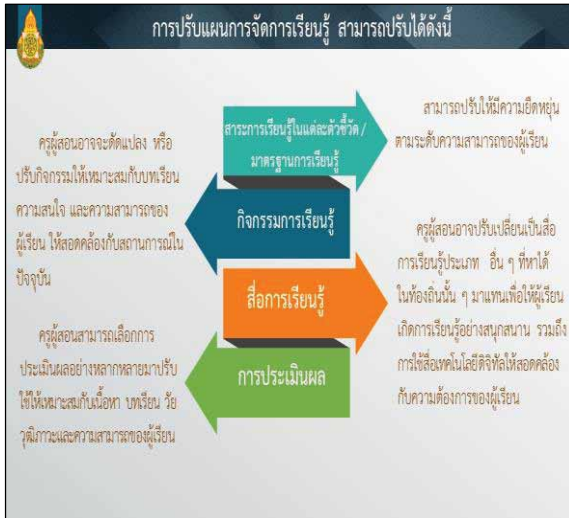 การปรับแผนการจัดการเรียนรู้ สามารถปรับได้ดังนี้
สาระการเรียนรู้ในแต่ละตัวชี้วัด /
มาตรฐานการเรียนรู้
สามารถปรับให้มีความยืดหยุ่น
ตามระดับความสามารถของผู้เรียน
ครูผู้สอนอาจจะดัดแปลง หรือ
ปรับกิจกรรมให้เหมาะสมกับบทเรียน
ความสนใจ และความสามารถของ
ผู้เรียน ให้สอดคล้องกับสถานการณ์ใน
ปัจจุบัน
กิจกรรมการเรียนรู้
สื่อการเรียนรู้
ครูผู้สอนอาจปรับเปลี่ยนเป็นสื่อ
การเรียนรู้ประเภท อื่น ๆ ที่หาได้
ในท้องถิ่นนั้น ๆ มาแทนเพื่อให้ผู้เรียน
เกิดการเรียนรู้อย่างสนุกสนาน รวมถึง
การใช้สื่อเทคโนโลยีดิจิทัลให้สอดคล้อง
กับความต้องการของผู้เรียน
ครูผู้สอนสามารถเลือกการ
ประเมินผลอย่างหลากหลายมาปรับ
ใช้ให้เหมาะสมกับเนื้อหา บทเรียน วัย
วุฒิภาวะและความสามารถของผู้เรียน
การประเมินผล